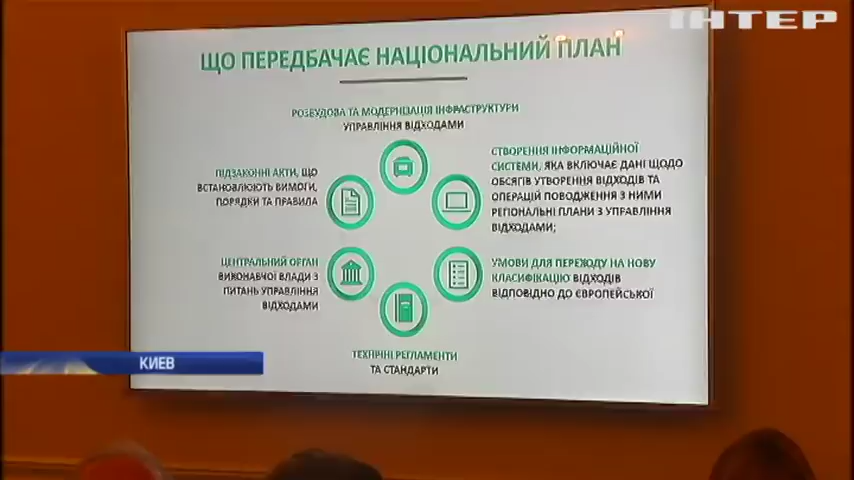 ІНТЕР
ЩО ПЕРЕДБАЧАЄ НАЦІОНАЛЬНИЙ ПЛАН
РОЗБУДОВА ТА МОДЕРНІЗАЦІЯ ІНФРАСТРУКТУРИ
УПРАВЛІННЯ ВІДХОДАМИ
СТВОРЕННЯ ІНФОРМАЦІЙНОЇ
СИСТЕМИ, ЯКА ВКЛЮЧАЄ ДАНІ ЩОДО
ОБСЯГІВ УТВОРЕННЯ ВІДХОДІВ ТА
ОПЕРАЦІЙ ПОВОДЖЕННЯ З НИМИ
РЕГІОНАЛЬНІ ПЛАНИ З УПРАВЛІННЯ
ВІДХОДАМИ;
ПІДЗАКОННІ АКТИ, ЩО
ВСТАНОВЛЮЮТЬ ВИМОГИ,
ПОРЯДКИ ТА ПРАВИЛА
ЦЕНТРАЛЬНИЙ ОРГАН
ВИКОНАВЧОЇ ВЛАДИ З
ПИТАНЬ УПРАВЛІННЯ
ВІДХОДАМИ
УМОВИ ДЛЯ ПЕРЕХОДУ НА НОВУ
КЛАСИФІКАЦІЮ ВІДХОДІВ
ВІДПОВІДНО ДО ЄВРОПЕЙСЬКОЇ
ТЕХНІЧНІ РЕГЛАМЕНТИ
ТА СТАНДАРТИ
КИЕВ